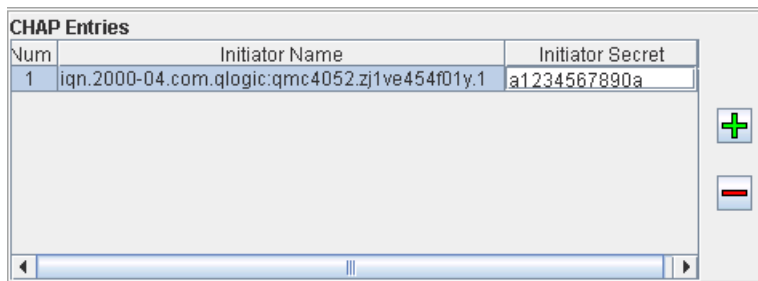 CHAP Entries
Num Initiator Name Initiator Secret
1 iqn.2000-04.com.qlogic:qmc4052.zj1ve454f01y.1 a1234567890a